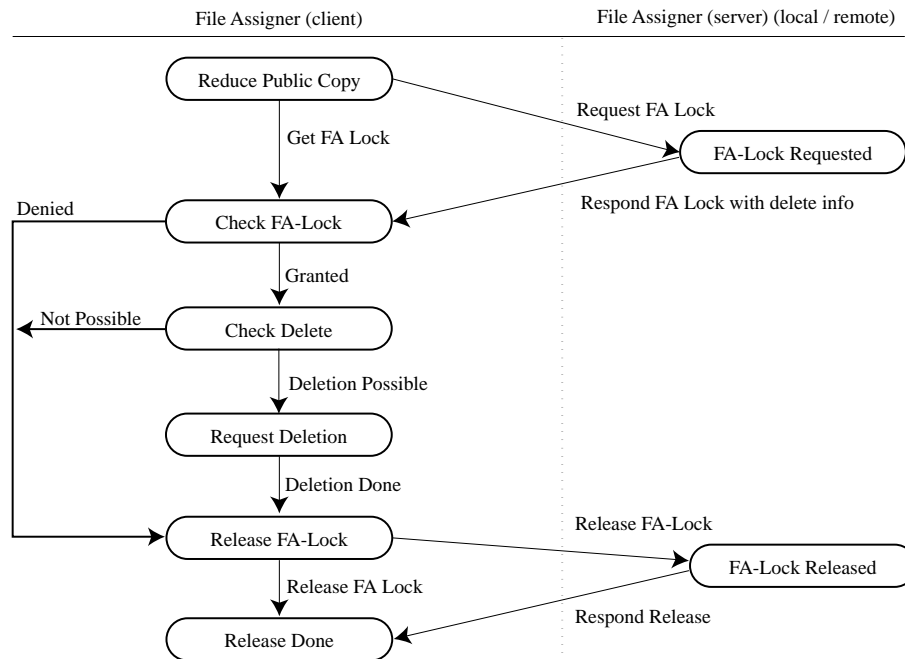 File Assigner (client)
File Assigner (server) (local / remote)
Reduce Public Copy
Request FA Lock
Get FA Lock
FA-Lock Requested
Respond FA Lock with delete info
Denied
Check FA-Lock
Granted
Not Possible
Check Delete
Deletion Possible
Request Deletion
Deletion Done
Release FA-Lock
Release FA-Lock
FA-Lock Released
Release FA Lock
Respond Release
Release Done